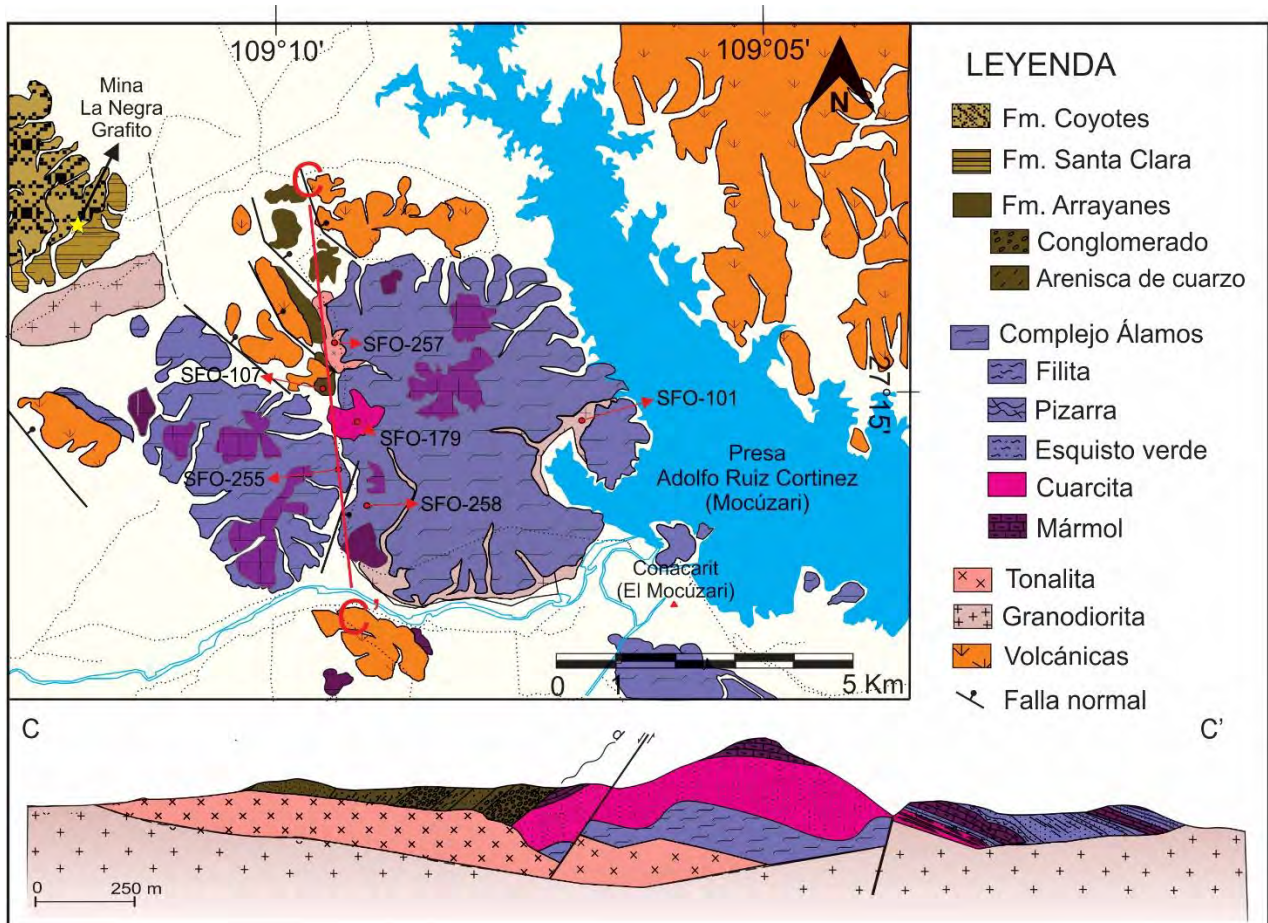 109°10'
109°05'
Mina
La Negra
Grafito
N
C
SFO-257
SFO-107
SFO-101
27°15'
SFO-179
SFO-255
SFO-258
Presa
Adolfo Ruiz Cortinez
(Mocúzari)
Conacarit
(El Mocúzari)
C'
0 1 5 Km
LEYENDA
Fm. Coyotes
Fm. Santa Clara
Fm. Arrayanes
Conglomerado
Arenisca de cuarzo
Complejo Álamos
Filita
Pizarra
Esquisto verde
Cuarcita
Mármol
Tonalita
Granodiorita
Volcánicas
Falla normal
C
C'
0 250 m